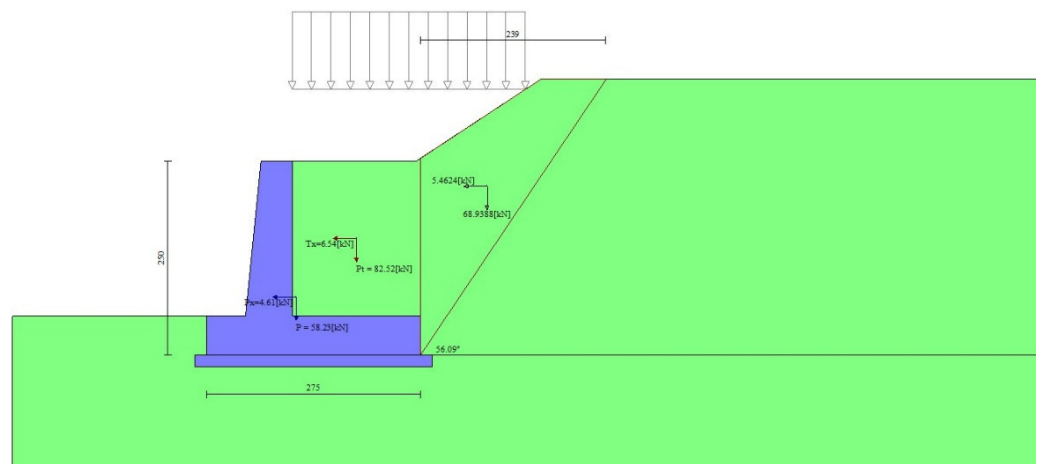 239
5.4624[kN]
68.9388[kN]
250
Tx=6.54[kN]
Pt = 82.52[kN]
Px=4.61[kN]
P = 58.23[kN]
56.09°
275